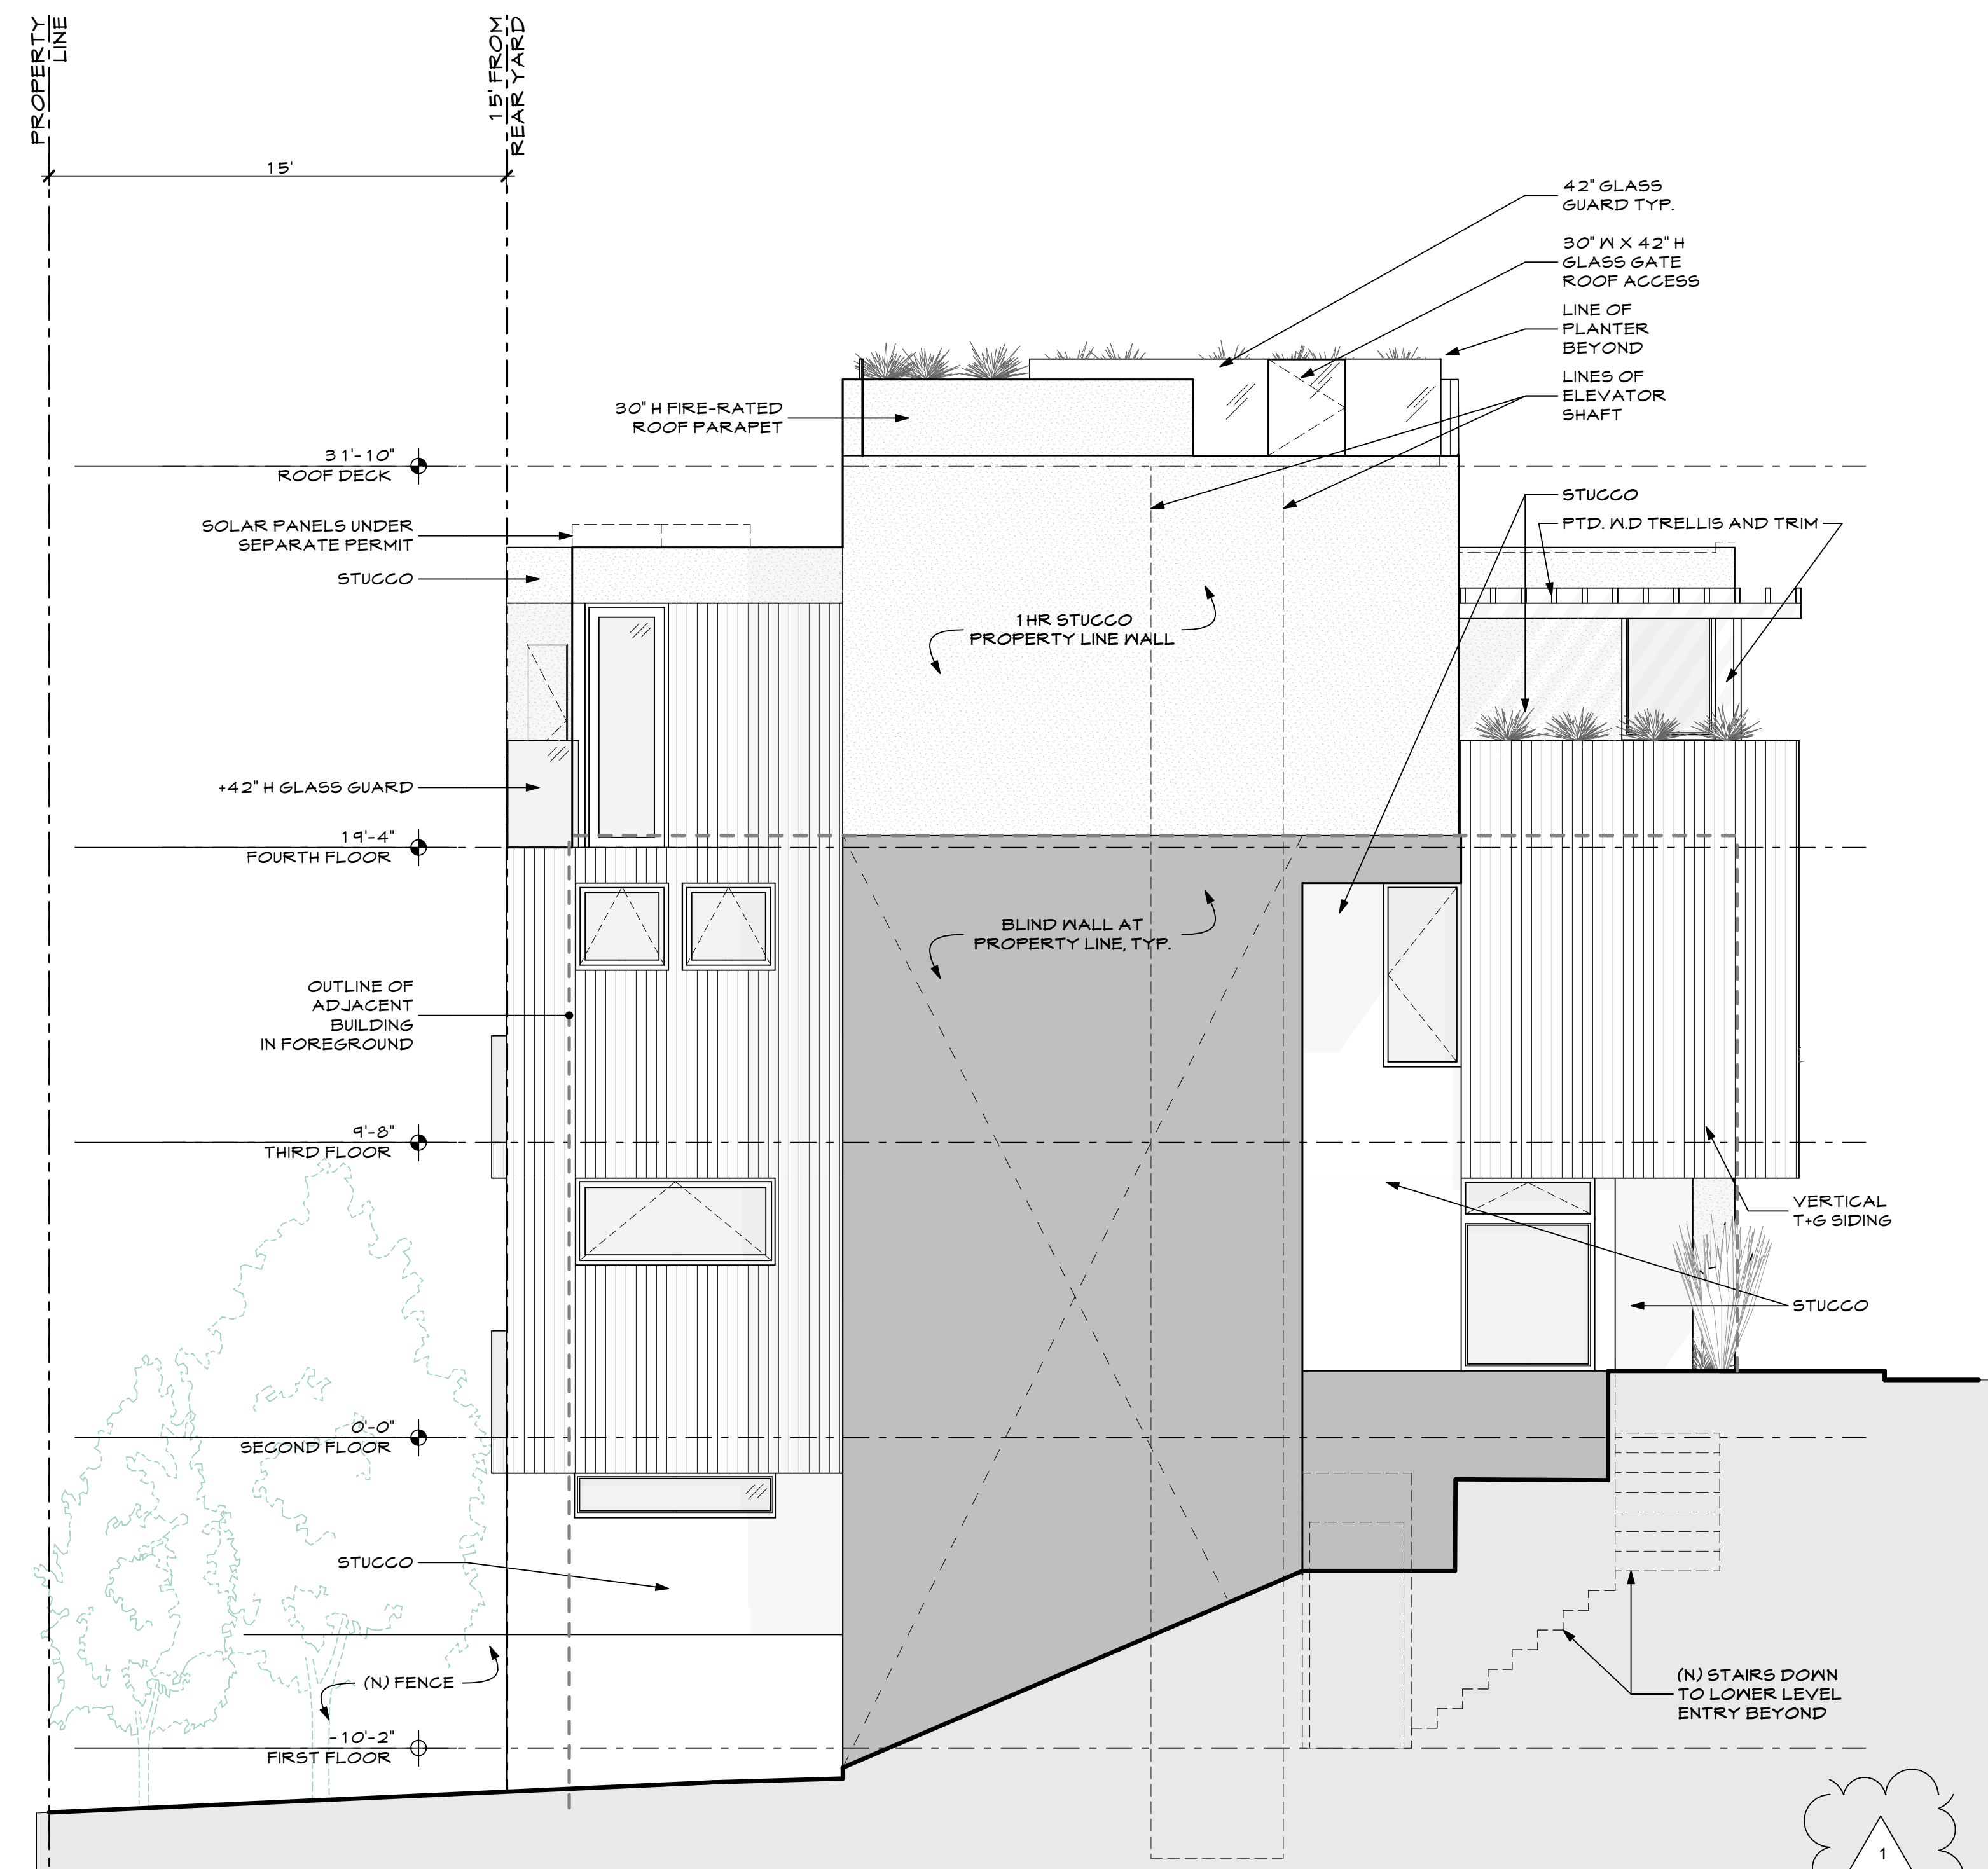 PROPERTY
LINE
15' FROM
REAR YARD
15'
42" GLASS
GUARD TYP.
30" W X 42" H
GLASS GATE
ROOF ACCESS
LINE OF
PLANTER
BEYOND
LINES OF
ELEVATOR
SHAFT
30" H FIRE-RATED
ROOF PARAPET
31'-10"
ROOF DECK
STUCCO
PTD. W.D TRELLIS AND TRIM
SOLAR PANELS UNDER
SEPARATE PERMIT
STUCCO
1HR STUCCO
PROPERTY LINE WALL
+42" H GLASS GUARD
19'-4"
FOURTH FLOOR
BLIND WALL AT
PROPERTY LINE, TYP.
OUTLINE OF
ADJACENT
BUILDING
IN FOREGROUND
9'-8"
THIRD FLOOR
VERTICAL
T+G SIDING
STUCCO
0'-0"
SECOND FLOOR
STUCCO
(N) FENCE
(N) STAIRS DOWN
TO LOWER LEVEL
ENTRY BEYOND
-10'-2"
FIRST FLOOR
1